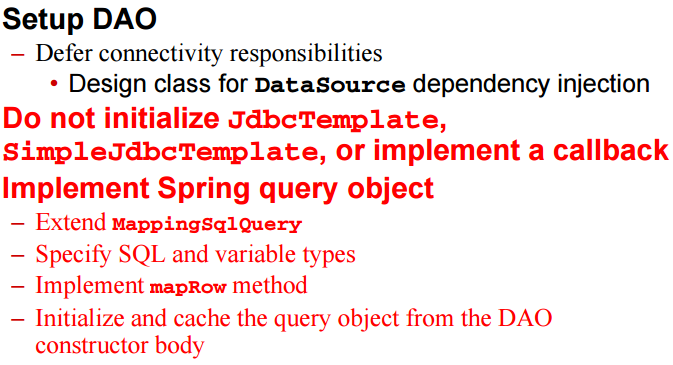 Setup DAO
– Defer connectivity responsibilities
• Design class for DataSource dependency injection
Do not initialize JdbcTemplate,
SimpleJdbcTemplate, or implement a callback
Implement Spring query object
– Extend MappingSqlQuery
– Specify SQL and variable types
– Implement mapRow method
– Initialize and cache the query object from the DAO
constructor body